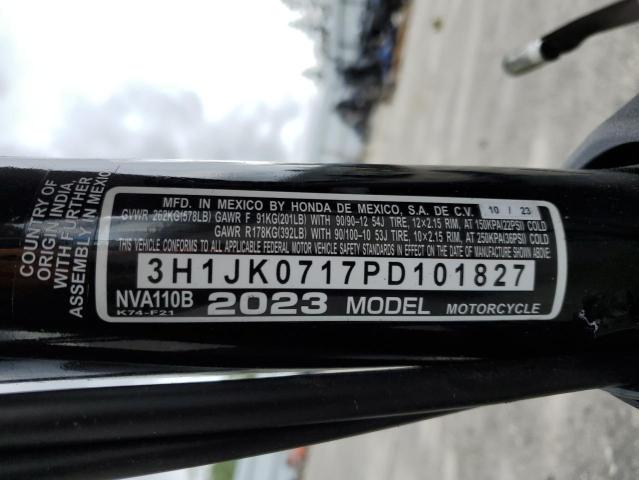 COUNTRY OF
ORIGIN INDIA,
WITH FURTHER
ASSEMBLY IN MEXICO
MFD. IN MEXICO BY HONDA DE MEXICO, S.A. DE C.V. 10 / 23
GVWR 262KG(578LB) GAWR F 91KG(201LB) WITH 90/90-12 54J TIRE, 12×2.15 RIM, AT 150KPA(22PSI) COLD
GAWR R178KG(392LB) WITH 90/100-10 53J TIRE, 10×2.15 RIM, AT 250KPA(36PSI) COLD
THIS VEHICLE CONFORMS TO ALL APPLICABLE FEDERAL MOTOR VEHICLE SAFETY STANDARDS IN EFFECT ON THE DATE OF MANUFACTURE SHOWN ABOVE.
3H1JK0717PD101827
NVA110B 2023 MODEL MOTORCYCLE
K74-F21